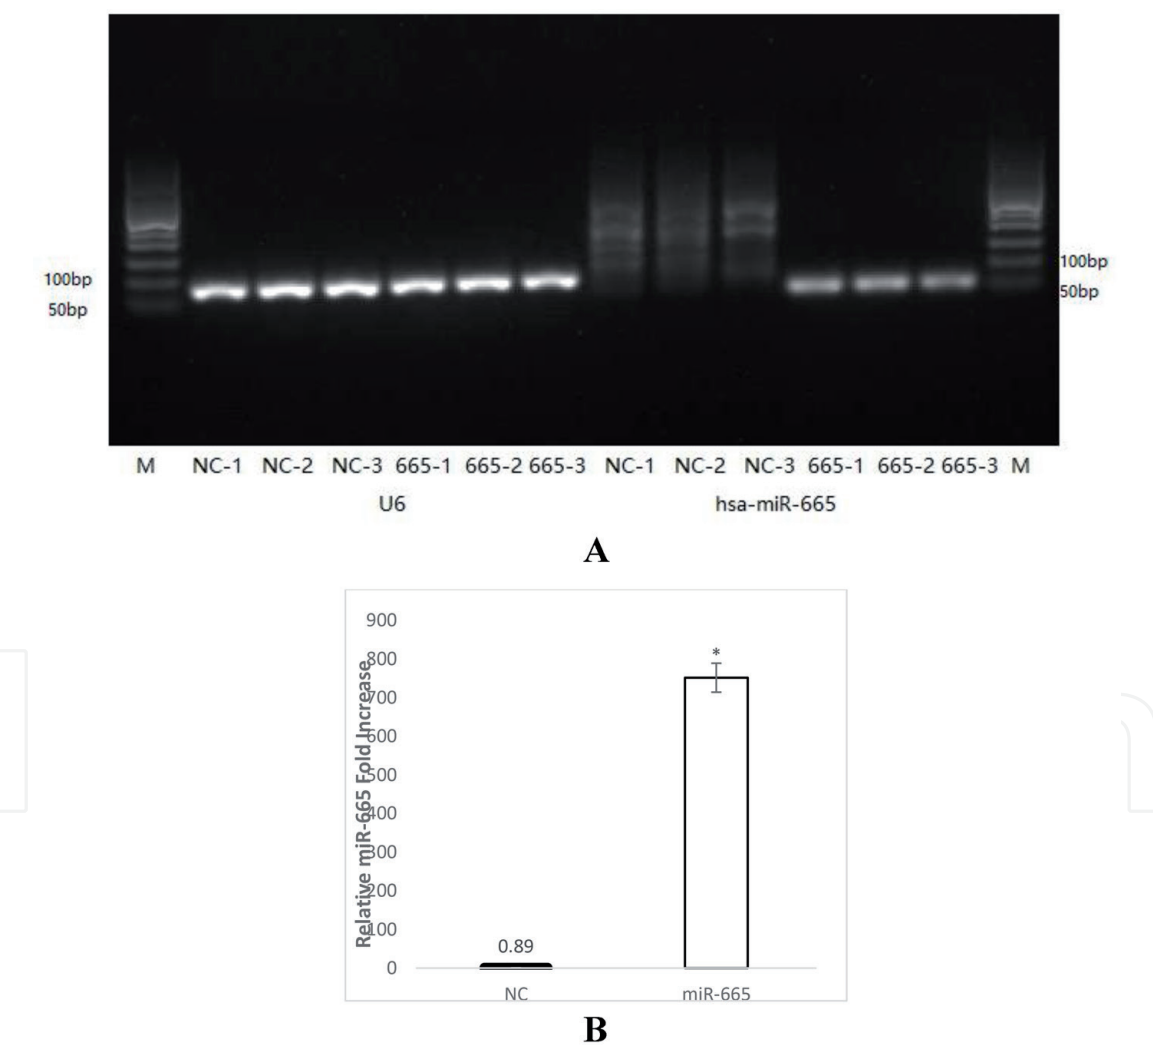 100bp
50bp
100bp
50bp
M NC-1 NC-2 NC-3 665-1 665-2 665-3 NC-1 NC-2 NC-3 665-1 665-2 665-3 M
U6 hsa-miR-665
A
Relative miR-665 Fold Increase
900
800
700
600
500
400
300
200
100
0
0.89
*
NC miR-665
B